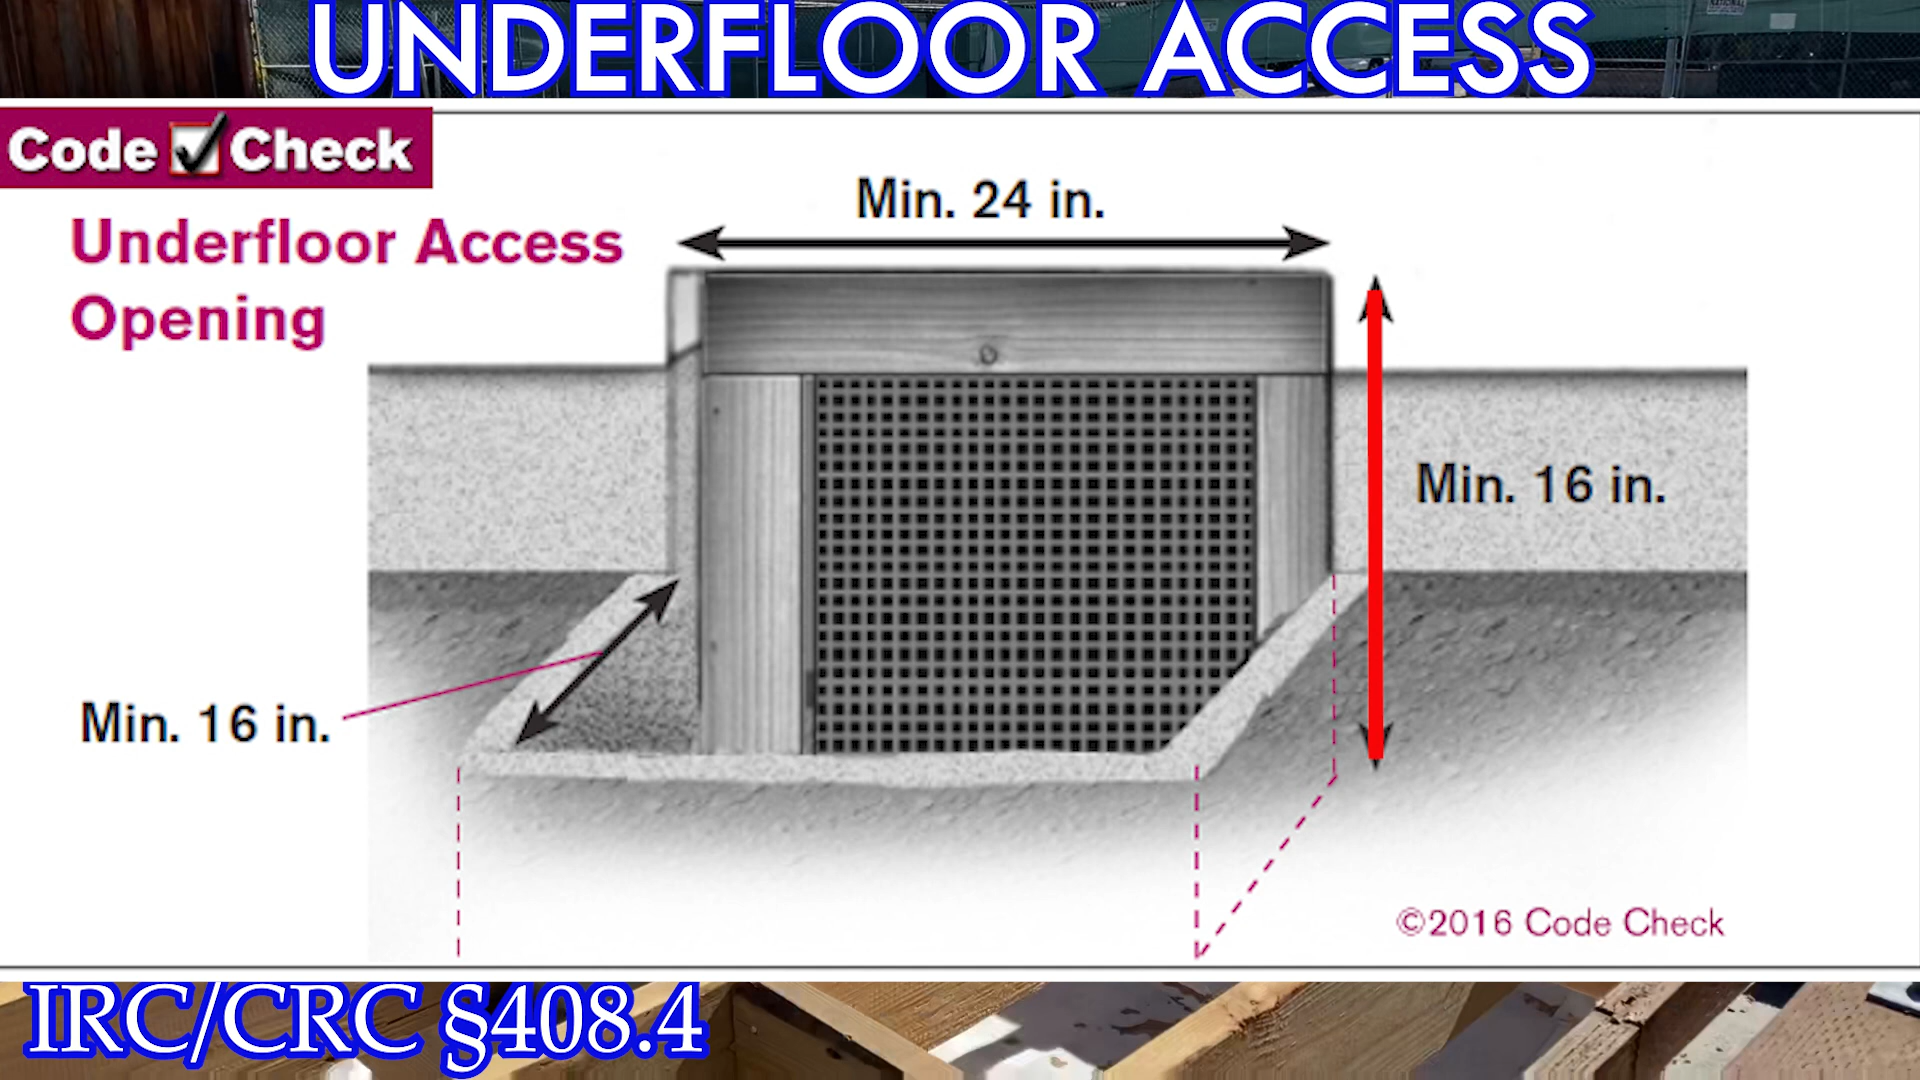 UNDERFLOOR ACCESS
Code Check
Underfloor Access
Opening
Min. 24 in.
Min. 16 in.
Min. 16 in.
©2016 Code Check
IRC/CRC §408.4